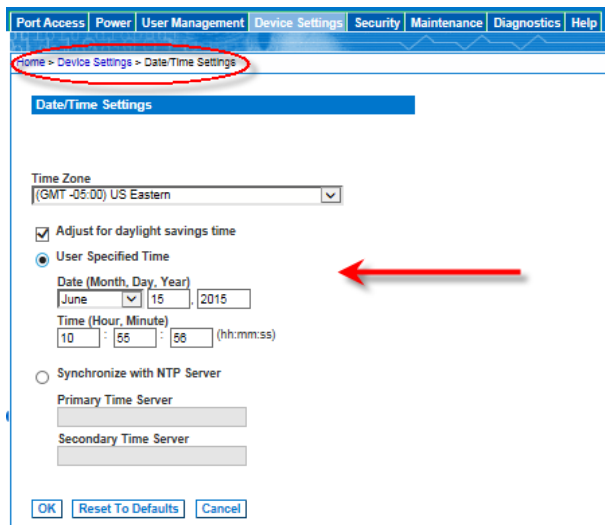 Port Access Power User Management Device Settings Security Maintenance Diagnostics Help
Home > Device Settings > Date/Time Settings
Date/Time Settings
Time Zone
(GMT -05:00) US Eastern
Adjust for daylight savings time
User Specified Time
Date (Month, Day, Year)
June 15 , 2015
Time (Hour, Minute)
10 : 55 : 56 (hh:mm:ss)
Synchronize with NTP Server
Primary Time Server
Secondary Time Server
OK Reset To Defaults Cancel